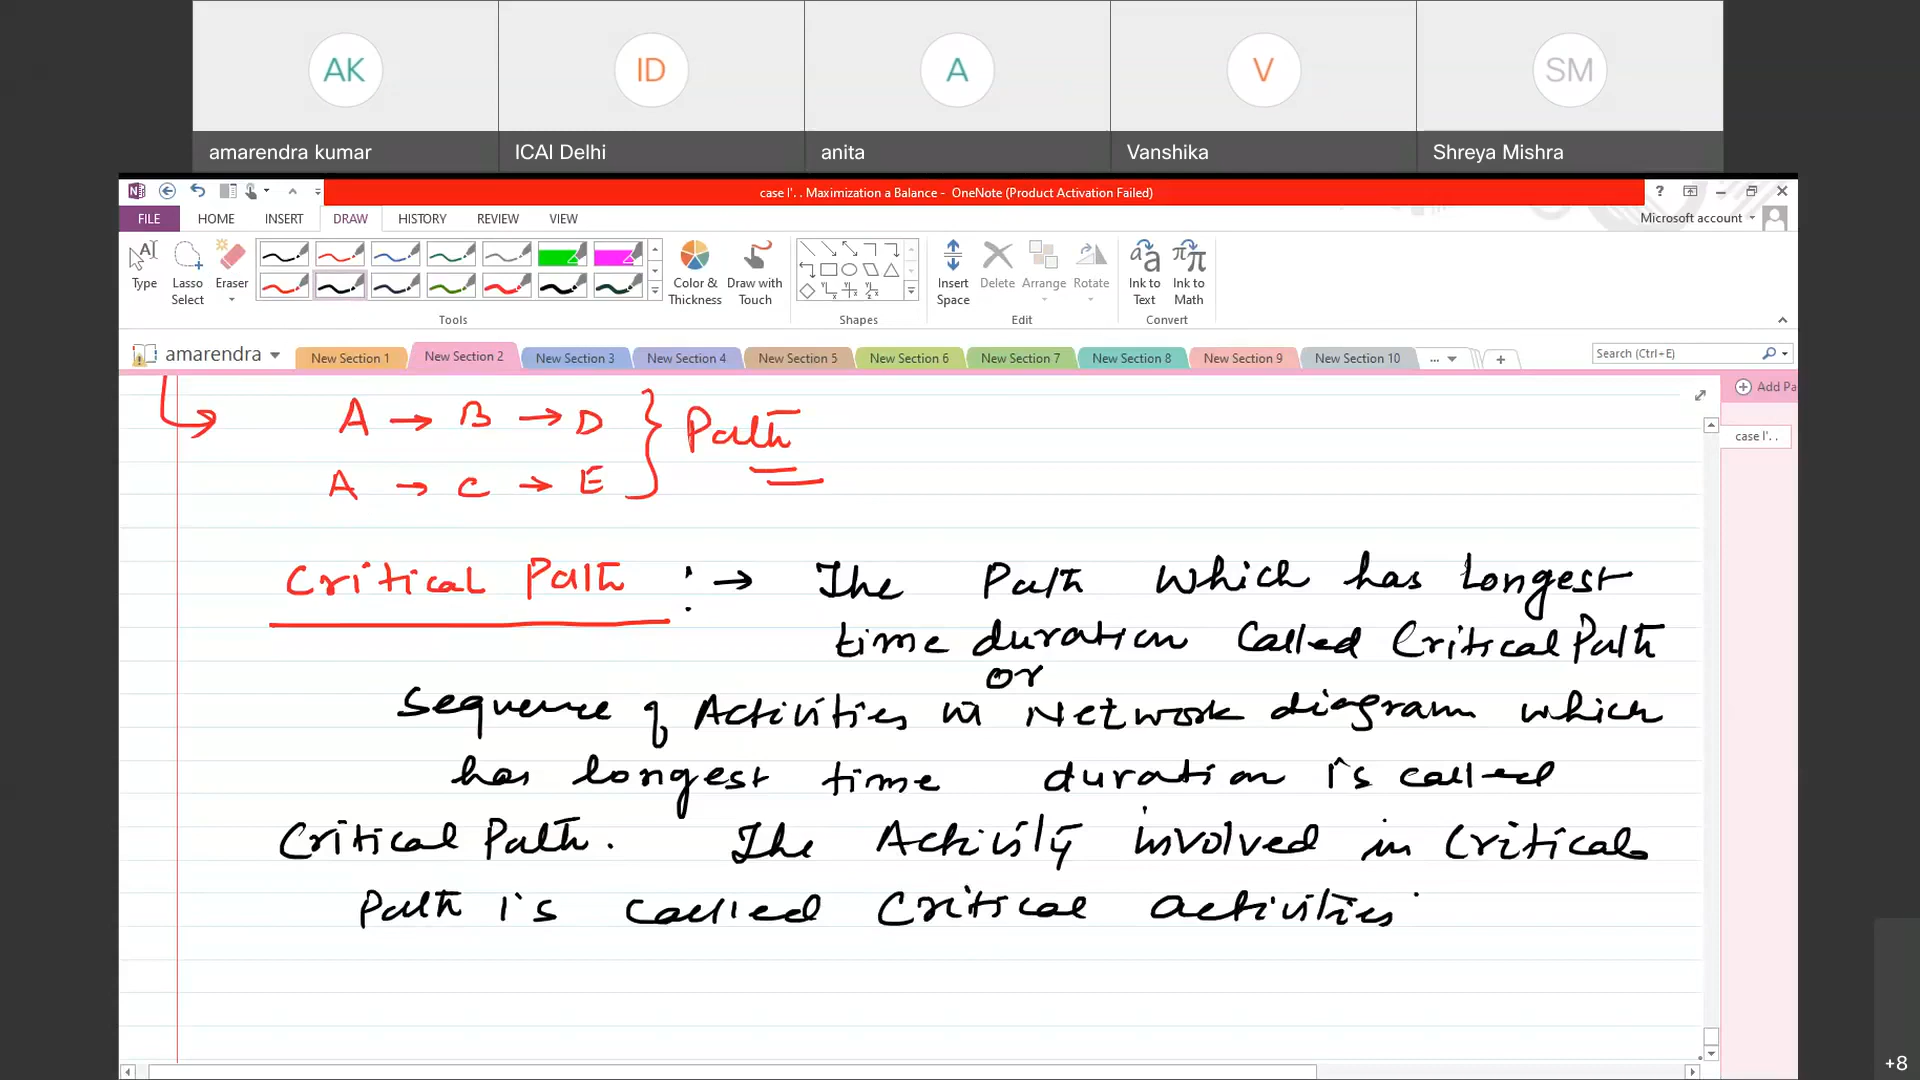 AK
ID
A
V
SM
amarendra kumar
ICAI Delhi
anita
Vanshika
Shreya Mishra
case I'. . Maximization a Balance - OneNote (Product Activation Failed)
?
FILE HOME INSERT DRAW HISTORY REVIEW VIEW
Microsoft account
Type
Lasso Select
Eraser
Color & Thickness
Draw with Touch
Insert Space
Delete
Arrange
Rotate
Ink to Text
Ink to Math
Tools
Shapes
Edit
Convert
amarendra
New Section 1 New Section 2 New Section 3 New Section 4 New Section 5 New Section 6 New Section 7 New Section 8 New Section 9 New Section 10 ... +
Search (Ctrl+E)
Add Pa
case I'. .
A → B → D } Path
A → C → E
Critical Path : → The Path which has longest
time duration called Critical Path
or
Sequence of Activities in Network diagram which
has longest time duration is called
Critical Path. The Activity involved in Critical
Path is called Critical activities
+8